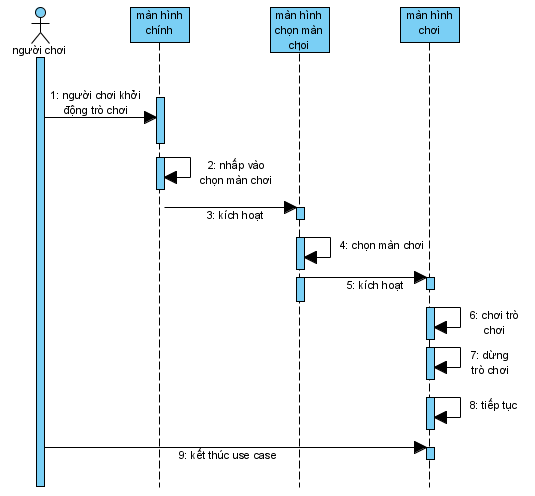 người chơi
màn hình
chính
màn hình
chọn màn
choi
màn hình
chơi
1: người chơi khởi
động trò chơi
2: nhấp vào
chọn màn chơi
3: kích hoạt
4: chọn màn chơi
5: kích hoạt
6: chơi trò
chơi
7: dừng
trò chơi
8: tiếp tục
9: kết thúc use case